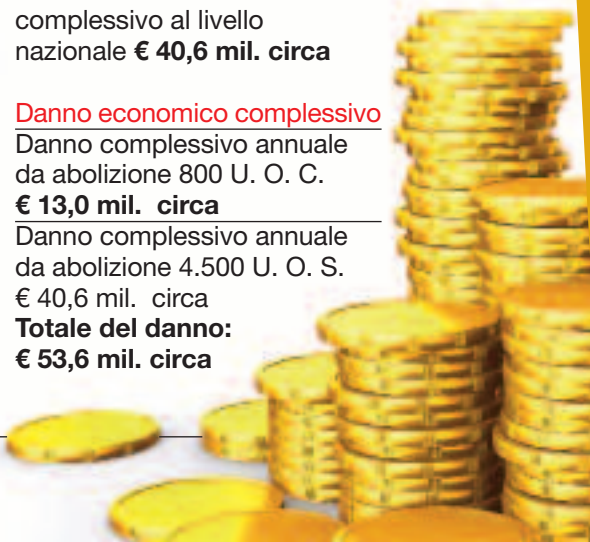 complessivo al livello
nazionale € 40,6 mil. circa
Danno economico complessivo
Danno complessivo annuale
da abolizione 800 U. O. C.
€ 13,0 mil. circa
Danno complessivo annuale
da abolizione 4.500 U. O. S.
€ 40,6 mil. circa
Totale del danno:
€ 53,6 mil. circa